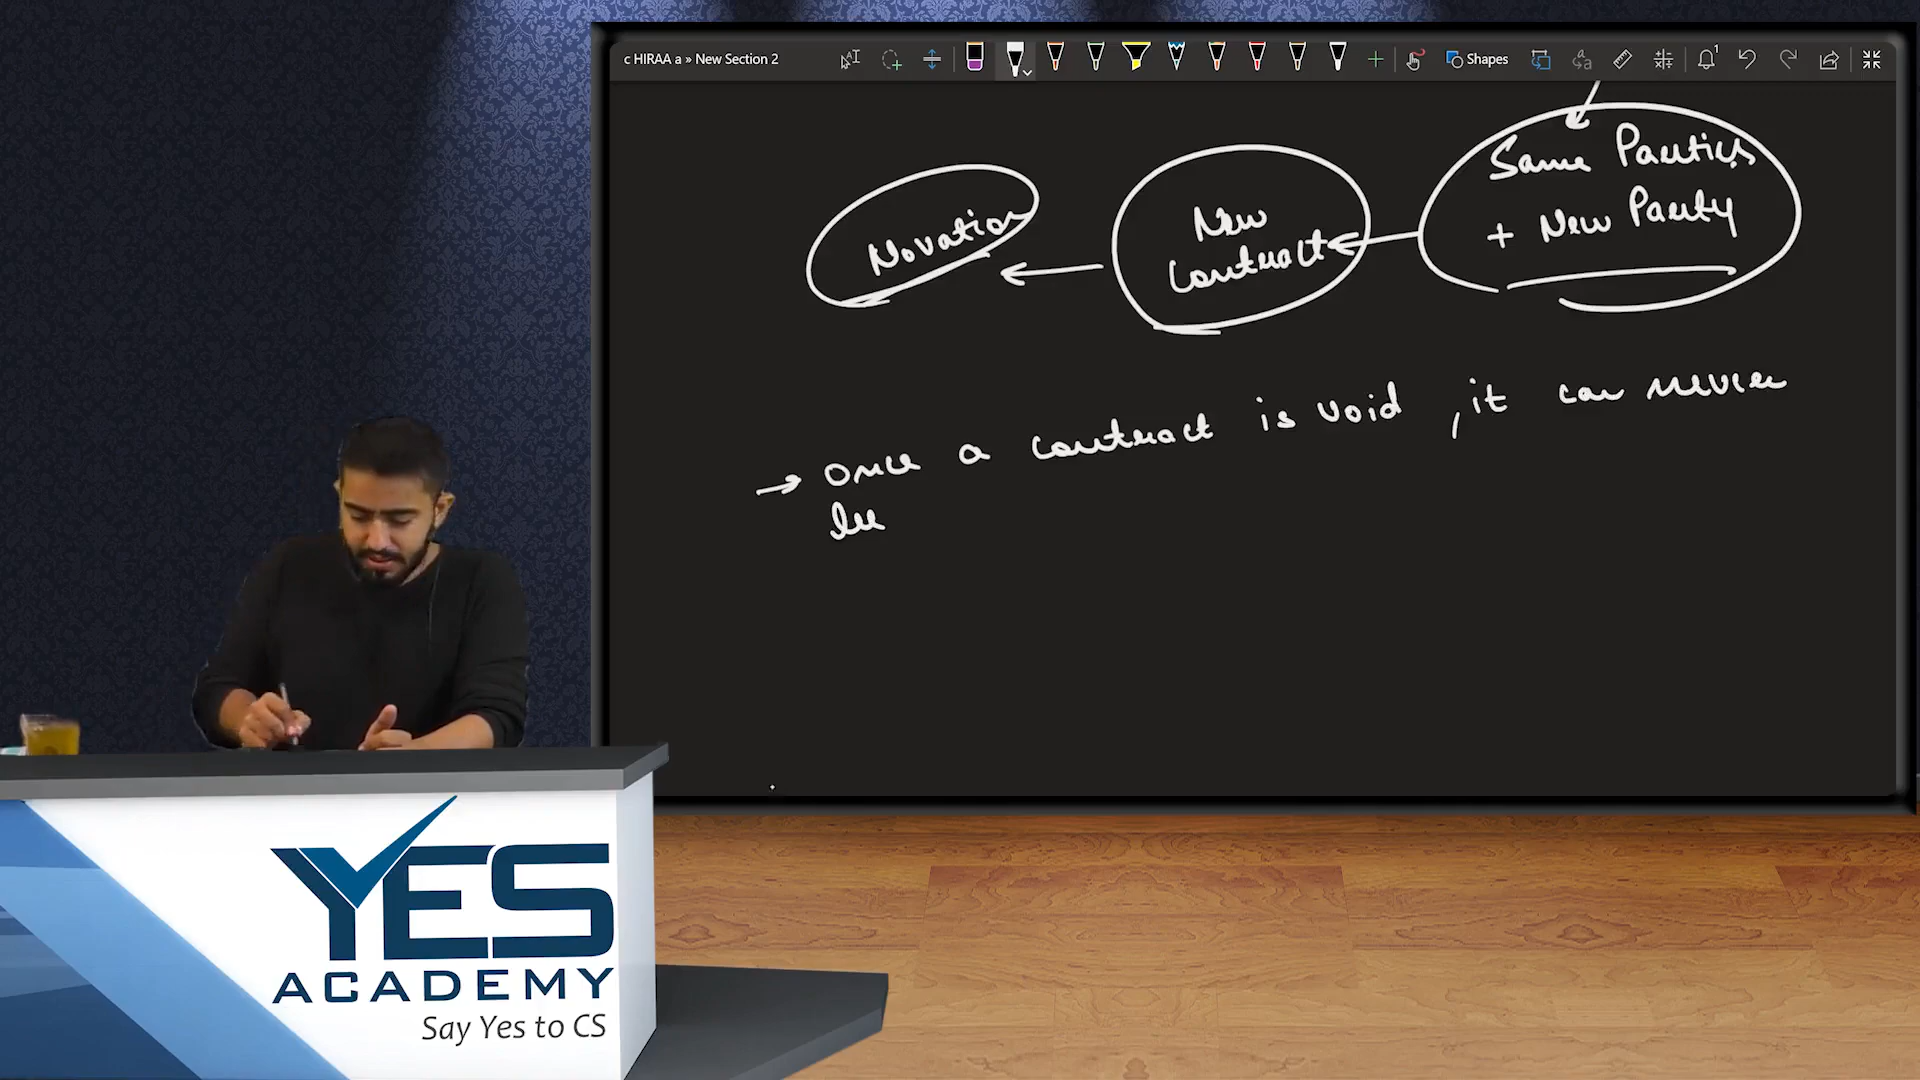 c HIRAA a » New Section 2
Shapes
1
Same Parties
+ New Party
New
Contract
Novation
→ Once a contract is void , it can never
be
YES
ACADEMY
Say Yes to CS